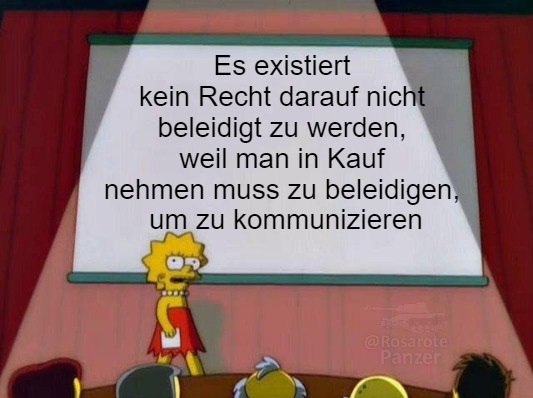 Es existiert
kein Recht darauf nicht
beleidigt zu werden,
weil man in Kauf
nehmen muss zu beleidigen,
um zu kommunizieren
@Rosarote
Panzer